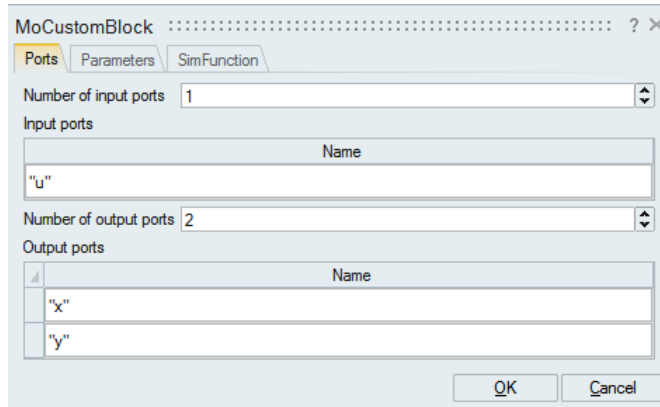 MoCustomBlock ? ×
Ports Parameters SimFunction
Number of input ports 1
Input ports
Name
"u"
Number of output ports 2
Output ports
Name
"x"
"y"
OK Cancel